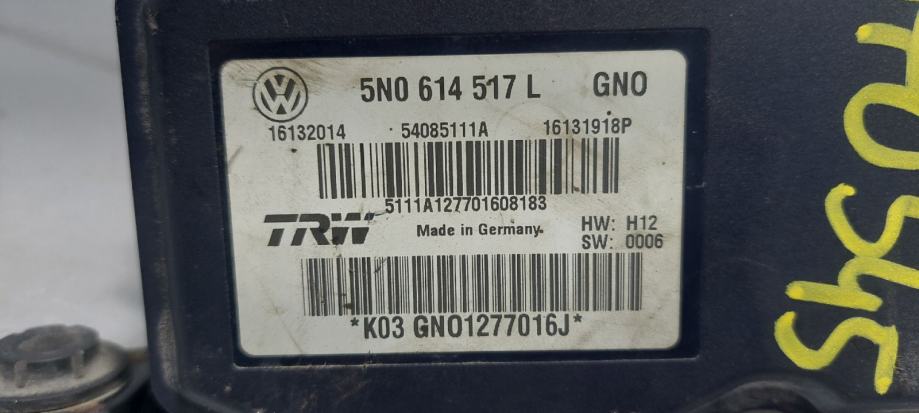 5N0 614 517 L GNO
16132014 54085111A 16131918P
5111A127701608183
TRW Made in Germany. HW: H12
SW: 0006
*K03 GNO1277016J*